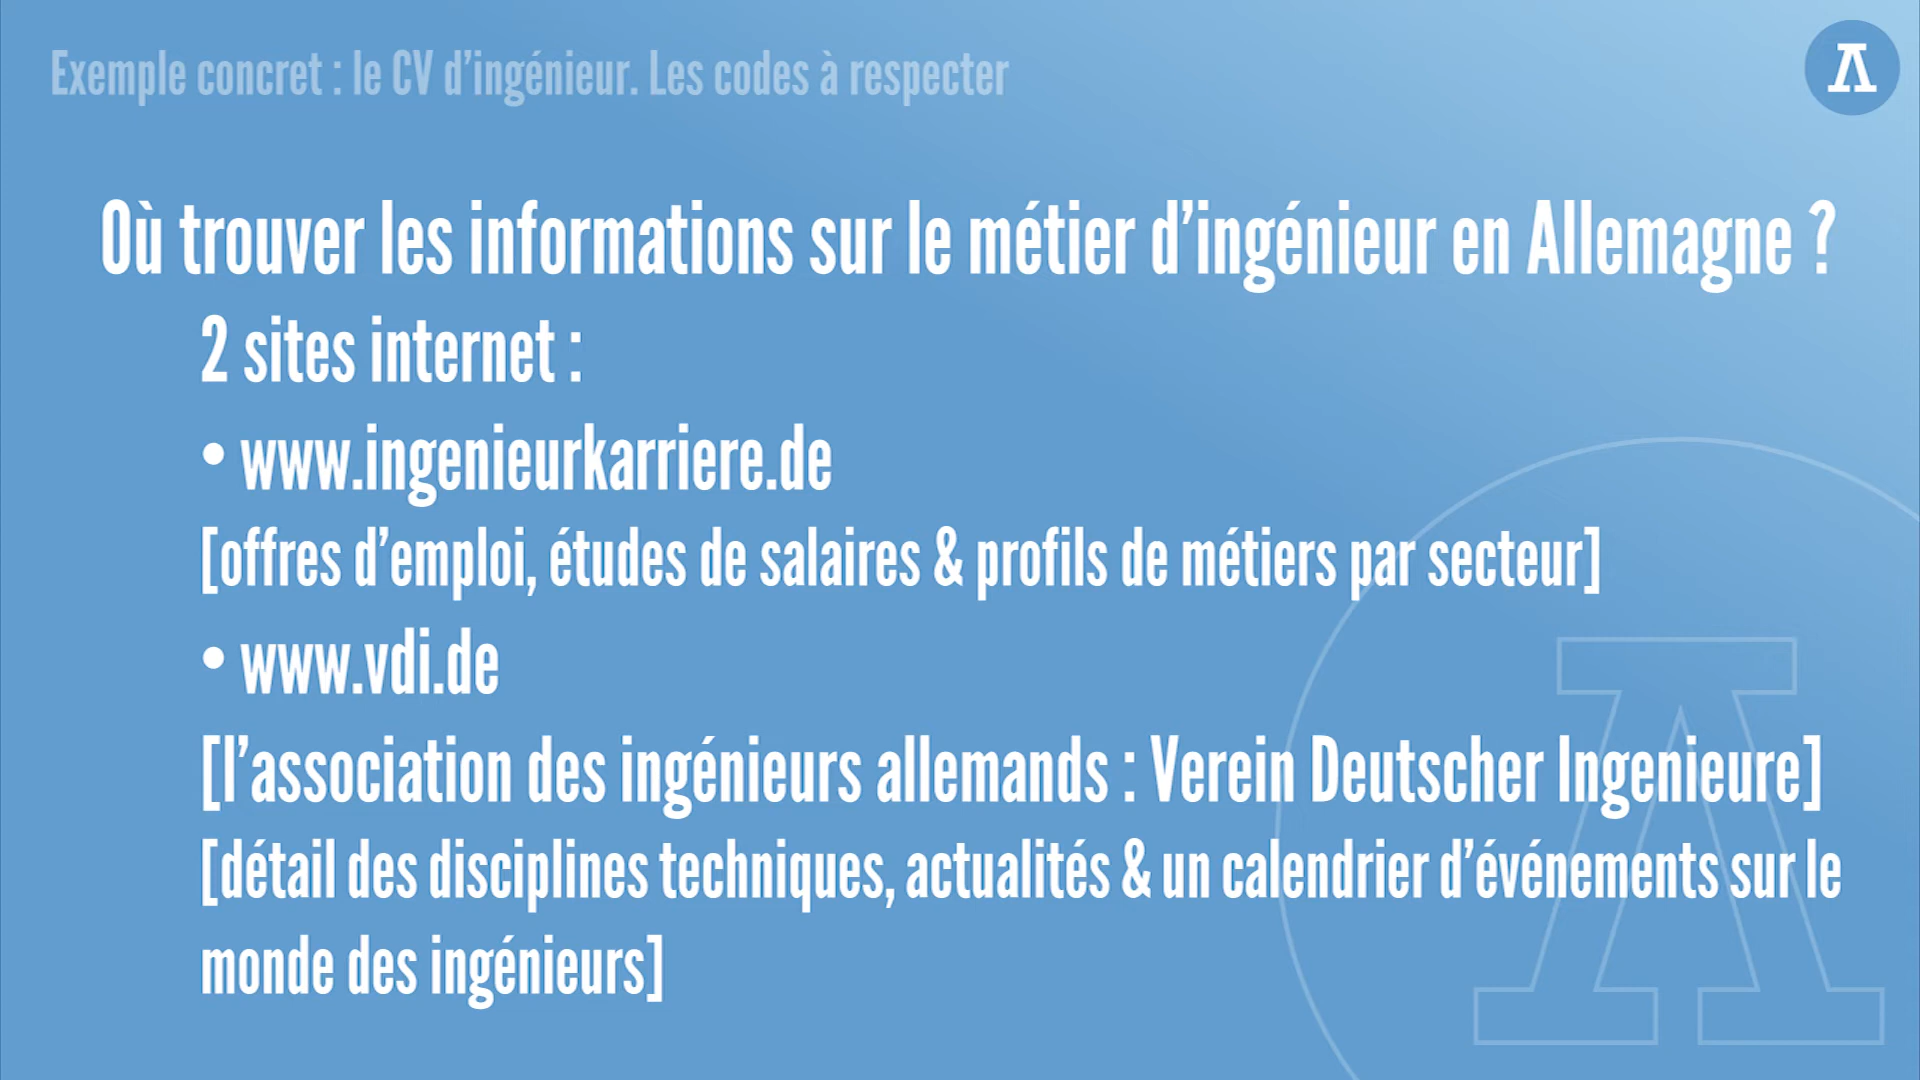 Exemple concret : le CV d’ingénieur. Les codes à respecter
Où trouver les informations sur le métier d’ingénieur en Allemagne ?
2 sites internet :
• www.ingenieurkarriere.de
[offres d’emploi, études de salaires & profils de métiers par secteur]
• www.vdi.de
[l’association des ingénieurs allemands : Verein Deutscher Ingenieure]
[détail des disciplines techniques, actualités & un calendrier d’événements sur le
monde des ingénieurs]